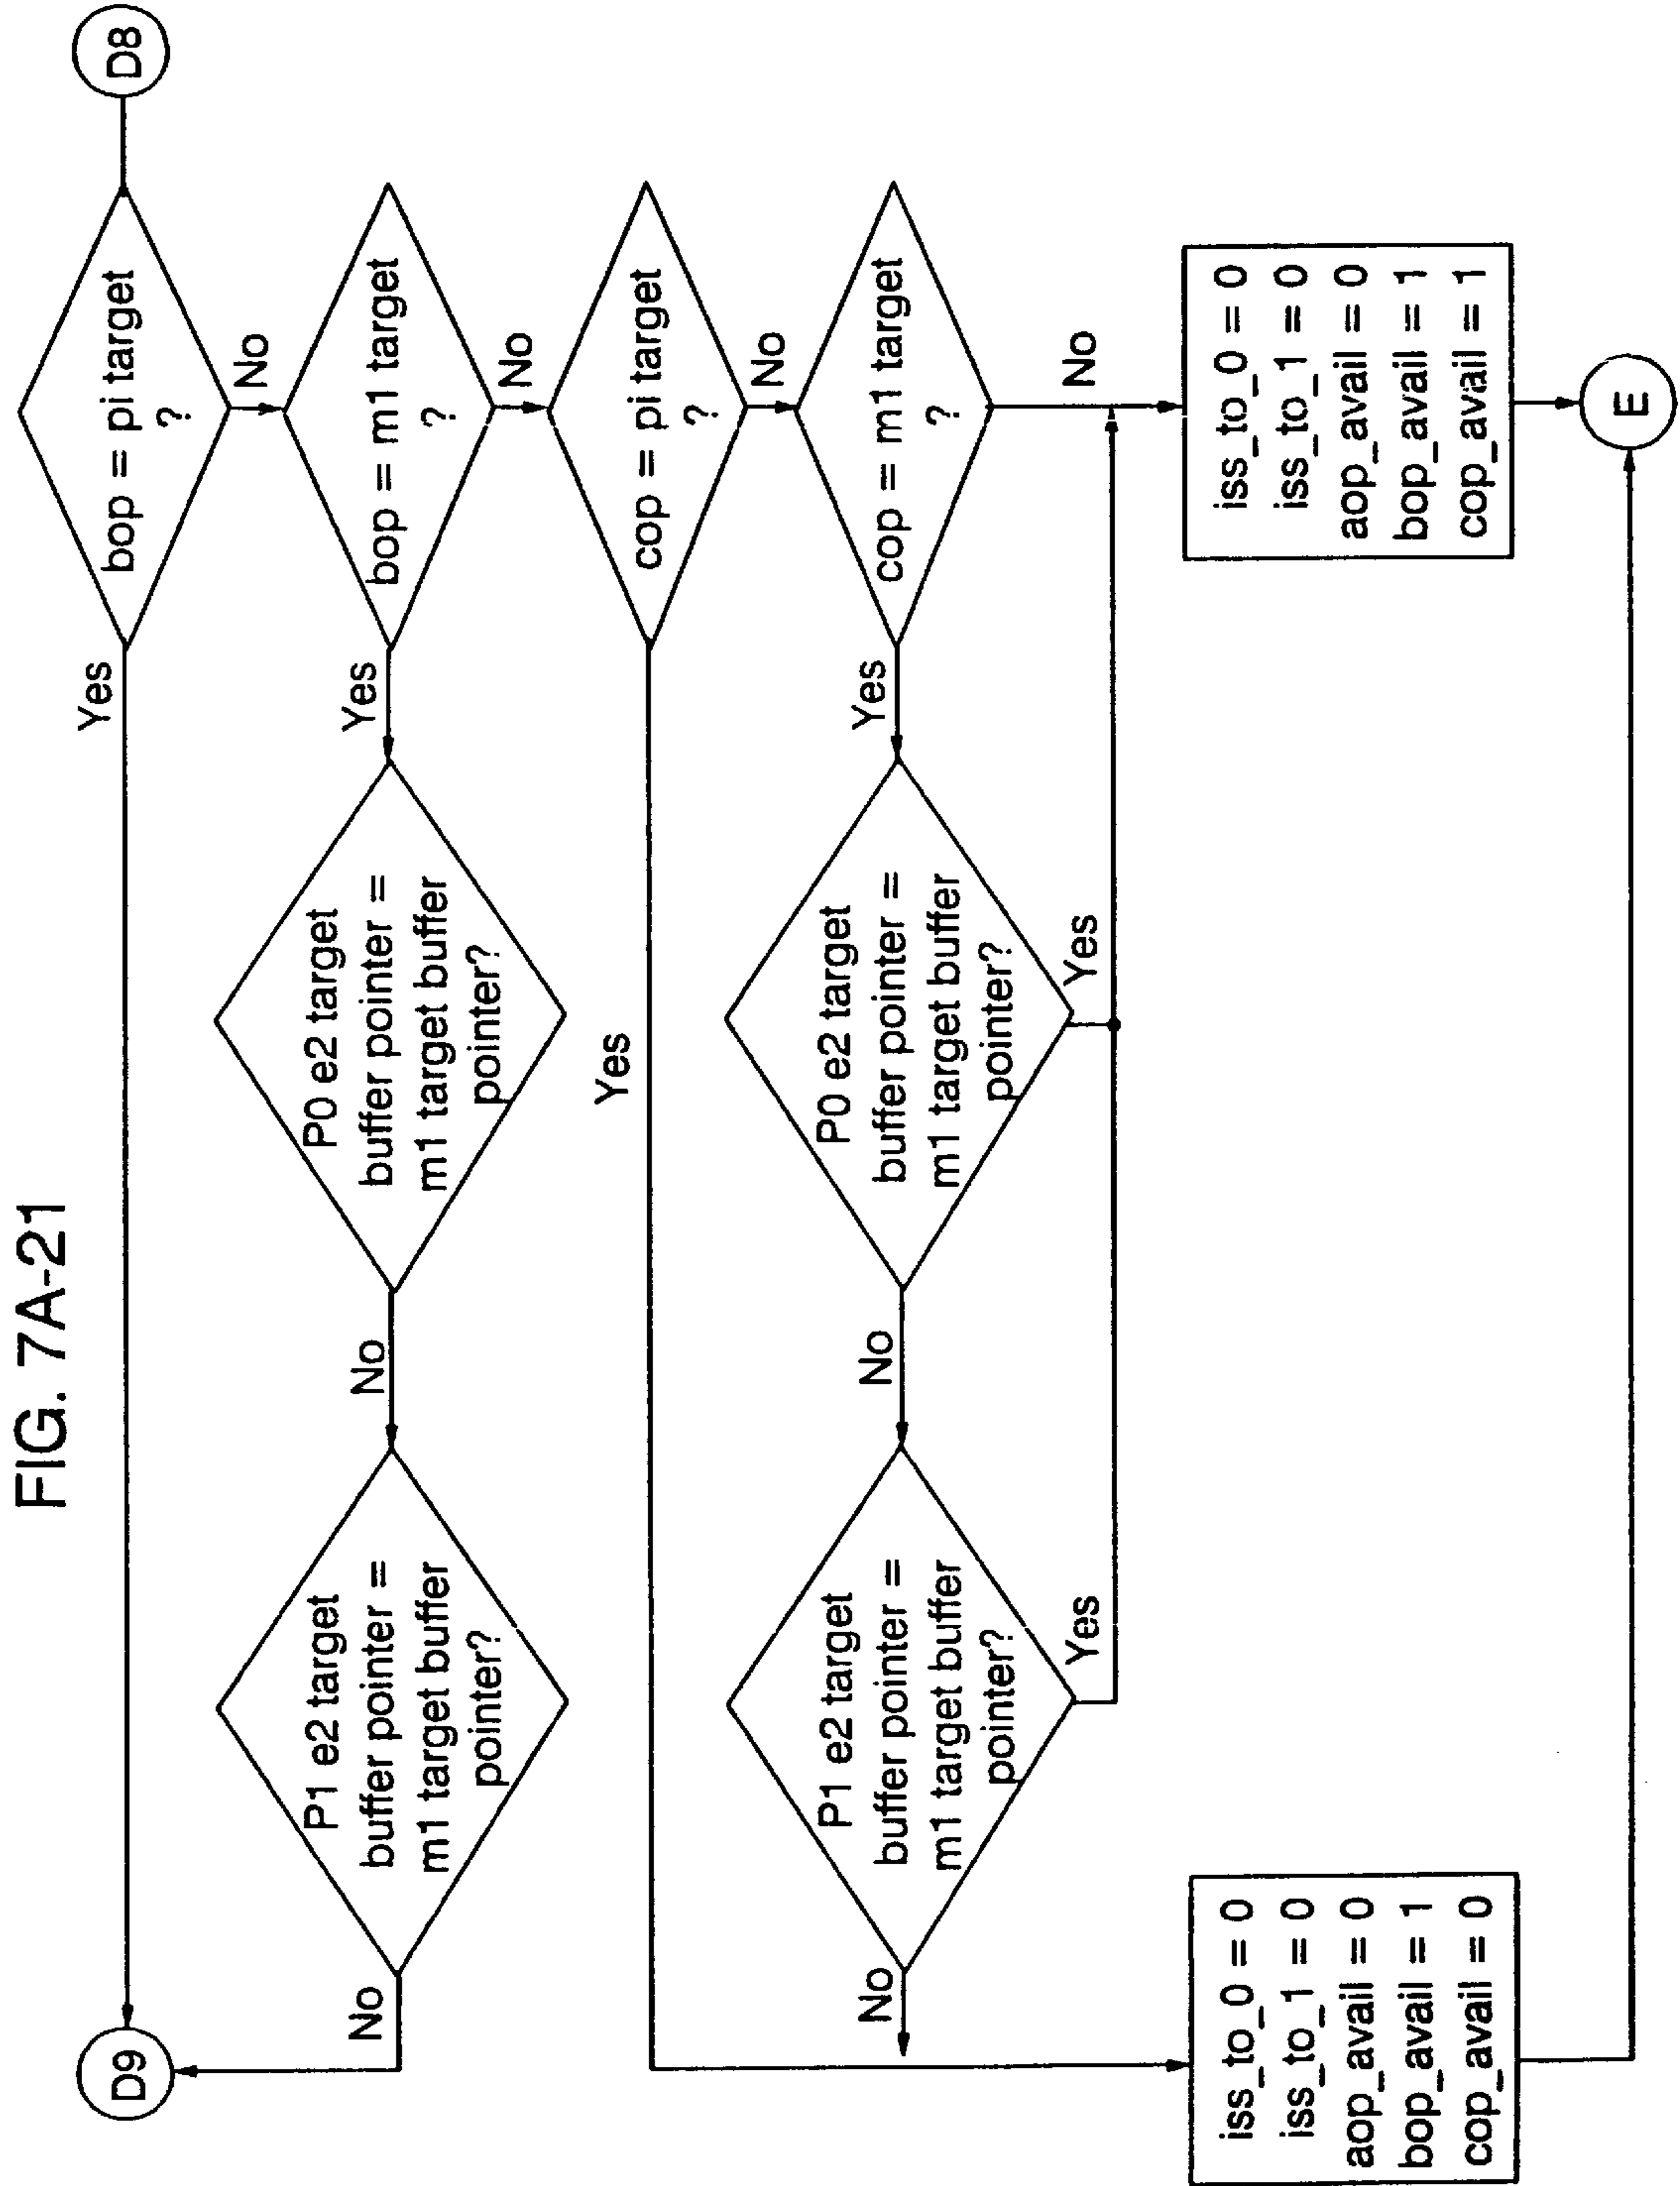 FIG. 7A-21
D8
bop = pi target
?
Yes
No
D9
bop = m1 target
?
Yes
No
P0 e2 target
buffer pointer =
m1 target buffer
pointer?
No
P1 e2 target
buffer pointer =
m1 target buffer
pointer?
No
cop = pi target
?
Yes
No
cop = m1 target
?
Yes
No
P0 e2 target
buffer pointer =
m1 target buffer
pointer?
Yes
No
P1 e2 target
buffer pointer =
m1 target buffer
pointer?
Yes
No
iss_to_0 = 0
iss_to_1 = 0
aop_avail = 0
bop_avail = 1
cop_avail = 0
iss_to_0 = 0
iss_to_1 = 0
aop_avail = 0
bop_avail = 1
cop_avail = 1
E